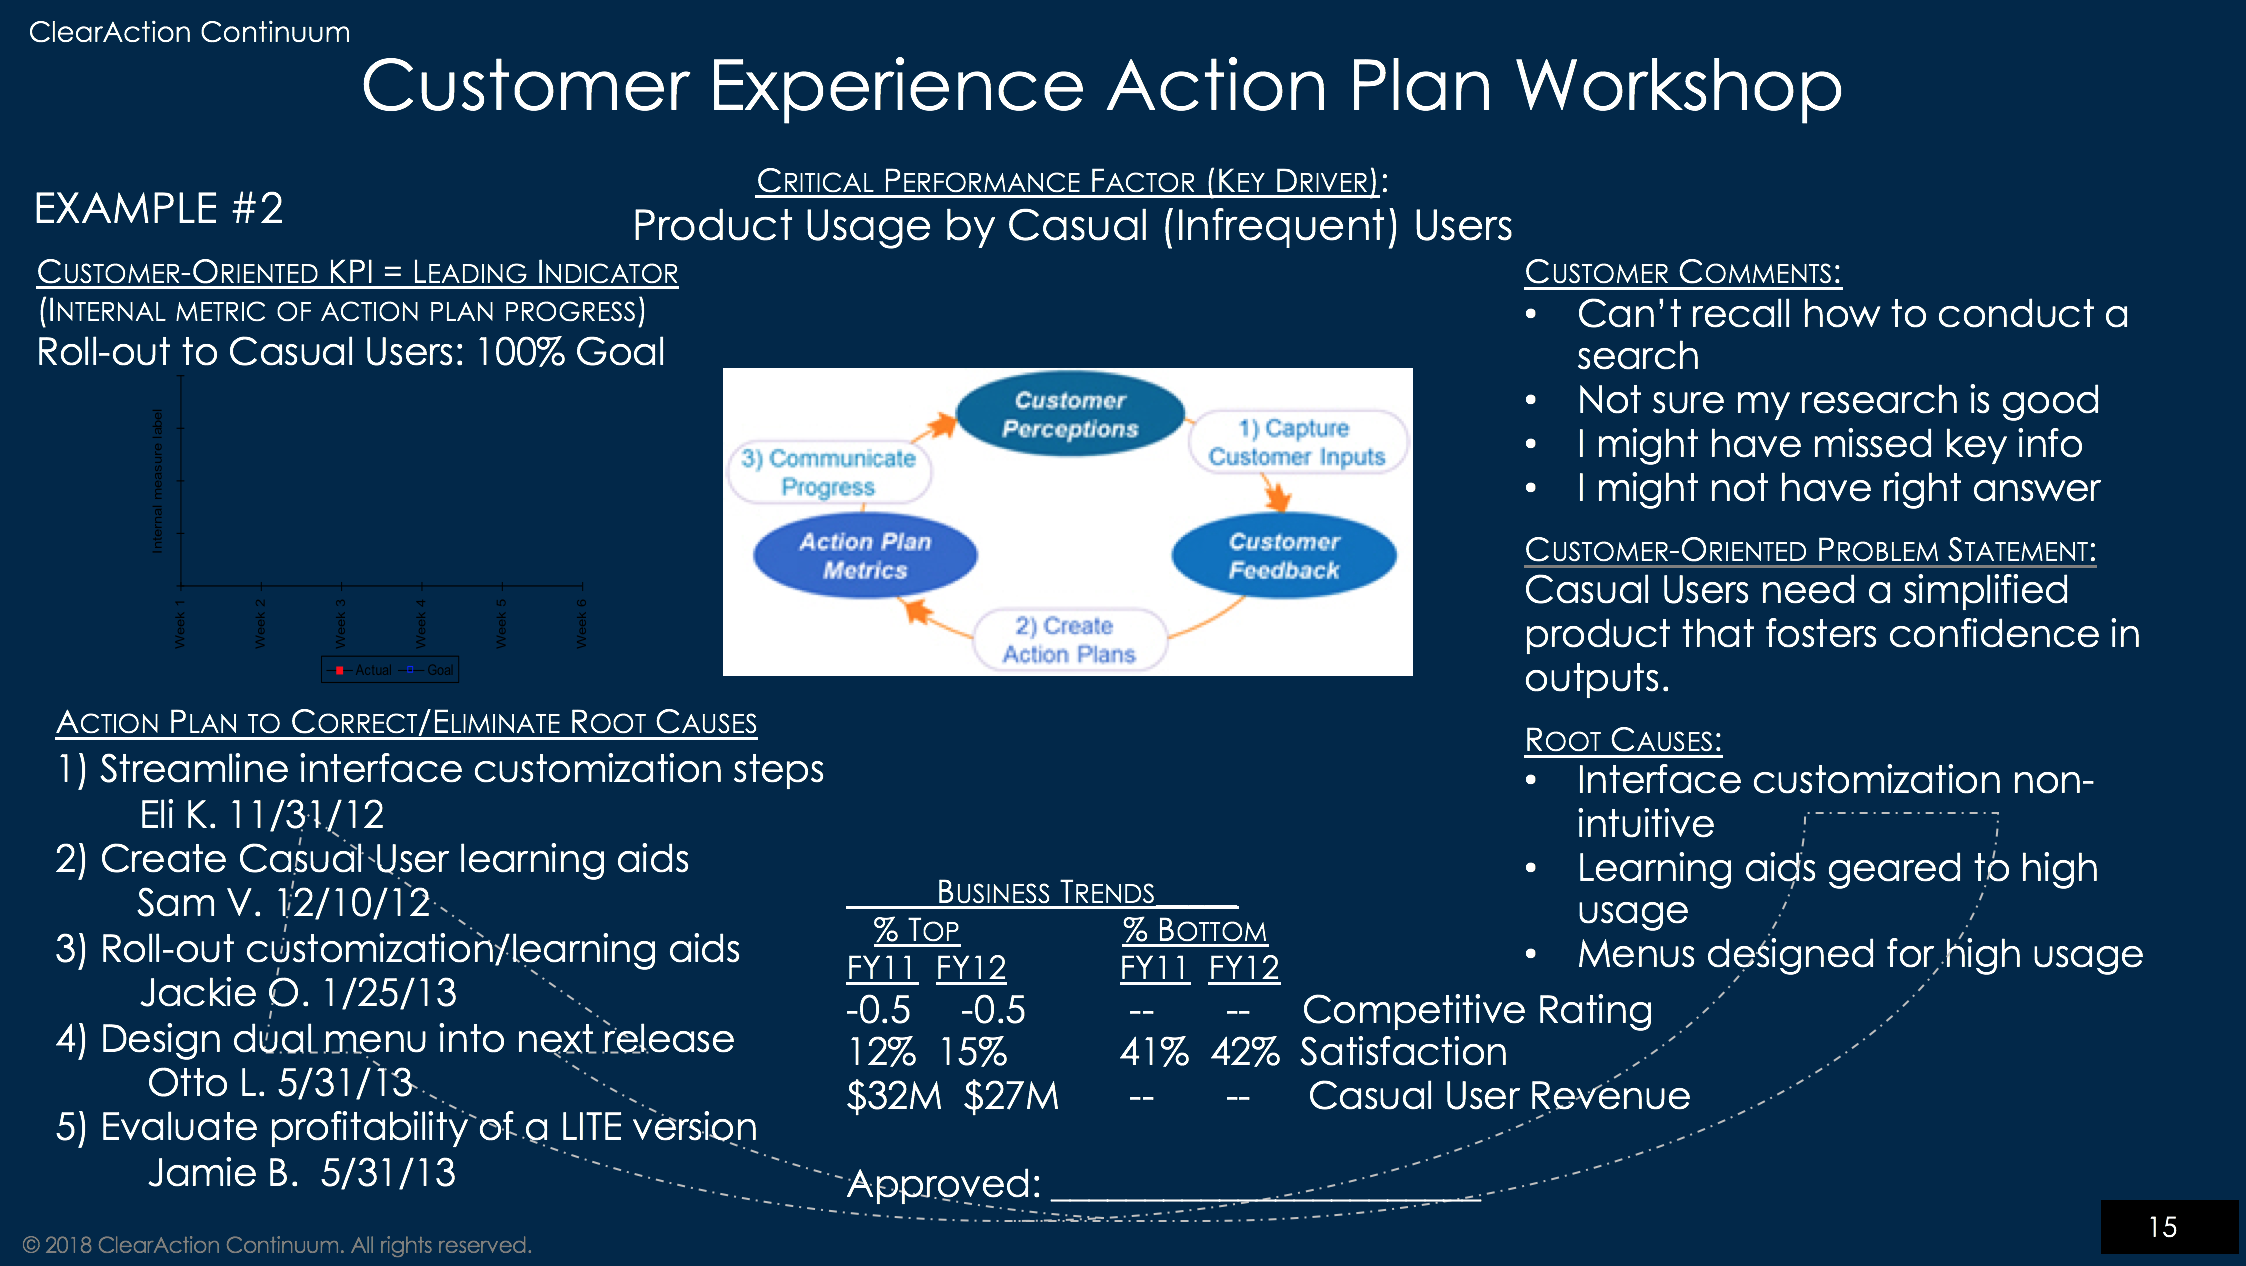 ClearAction Continuum
Customer Experience Action Plan Workshop
EXAMPLE #2
CRITICAL PERFORMANCE FACTOR (KEY DRIVER):
Product Usage by Casual (Infrequent) Users
CUSTOMER-ORIENTED KPI = LEADING INDICATOR
(INTERNAL METRIC OF ACTION PLAN PROGRESS)
Roll-out to Casual Users: 100% Goal
Internal measure label
Week 1
Week 2
Week 3
Week 4
Week 5
Week 6
Actual
Goal
Customer
Perceptions
1) Capture
Customer Inputs
Customer
Feedback
2) Create
Action Plans
Action Plan
Metrics
3) Communicate
Progress
CUSTOMER COMMENTS:
• Can't recall how to conduct a
search
• Not sure my research is good
• I might have missed key info
• I might not have right answer
CUSTOMER-ORIENTED PROBLEM STATEMENT:
Casual Users need a simplified
product that fosters confidence in
outputs.
ROOT CAUSES:
• Interface customization non-
intuitive
• Learning aids geared to high
usage
• Menus designed for high usage
ACTION PLAN TO CORRECT/ELIMINATE ROOT CAUSES
1) Streamline interface customization steps
Eli K. 11/31/12
2) Create Casual User learning aids
Sam V. 12/10/12
3) Roll-out customization/learning aids
Jackie O. 1/25/13
4) Design dual menu into next release
Otto L. 5/31/13
5) Evaluate profitability of a LITE version
Jamie B. 5/31/13
BUSINESS TRENDS
% TOP % BOTTOM
FY11 FY12 FY11 FY12
-0.5 -0.5 -- -- Competitive Rating
12% 15% 41% 42% Satisfaction
$32M $27M -- -- Casual User Revenue
Approved: ____________________
© 2018 ClearAction Continuum. All rights reserved.
15